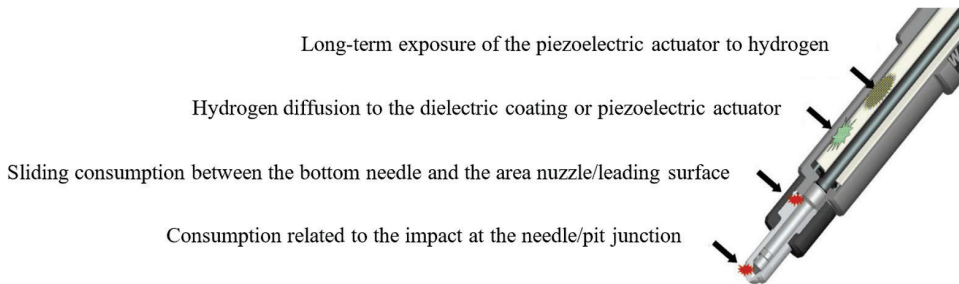 Long-term exposure of the piezoelectric actuator to hydrogen
Hydrogen diffusion to the dielectric coating or piezoelectric actuator
Sliding consumption between the bottom needle and the area nuzzle/leading surface
Consumption related to the impact at the needle/pit junction